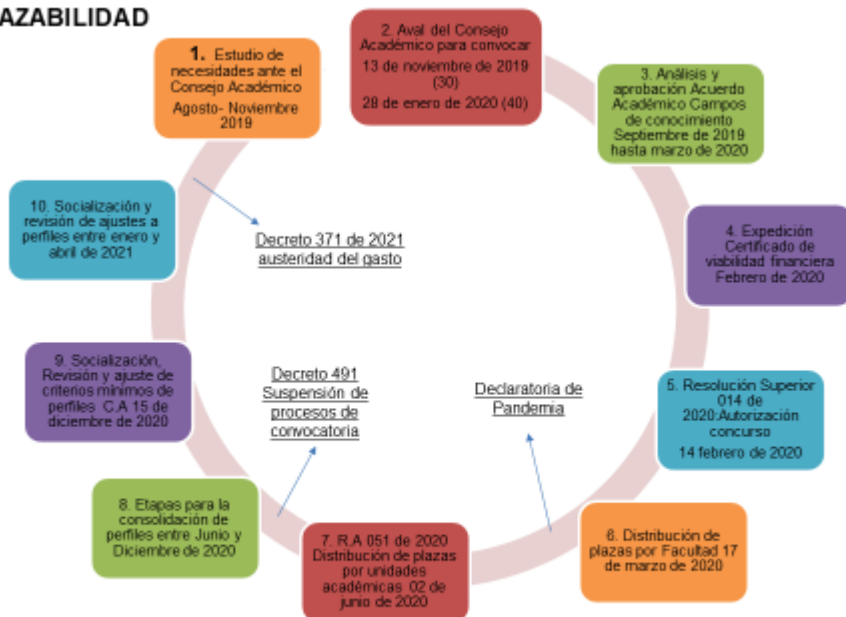 AZABILIDAD
1. Estudio de
necesidades ante el
Consejo Académico
Agosto- Noviembre
2019
2. Aval del Consejo
Académico para convocar
13 de noviembre de 2019
(30)
28 de enero de 2020 (40)
3. Análisis y
aprobación Acuerdo
Académico Campos
de conocimiento
Septiembre de 2019
hasta marzo de 2020
4. Expedición
Certificado de
viabilidad financiera
Febrero de 2020
5. Resolución Superior
014 de
2020:Autorización
concurso
14 febrero de 2020
6. Distribución de
plazas por Facultad 17
de marzo de 2020
7. R.A 051 de 2020
Distribución de plazas
por unidades
académicas 02 de
junio de 2020
8. Etapas para la
consolidación de
perfiles entre Junio y
Diciembre de 2020
9. Socialización,
Revisión y ajuste de
criterios mínimos de
perfiles C.A 15 de
diciembre de 2020
10. Socialización y
revisión de ajustes a
perfiles entre enero y
abril de 2021
Decreto 371 de 2021
austeridad del gasto
Decreto 491
Suspensión de
procesos de
convocatoria
Declaratoria de
Pandemia